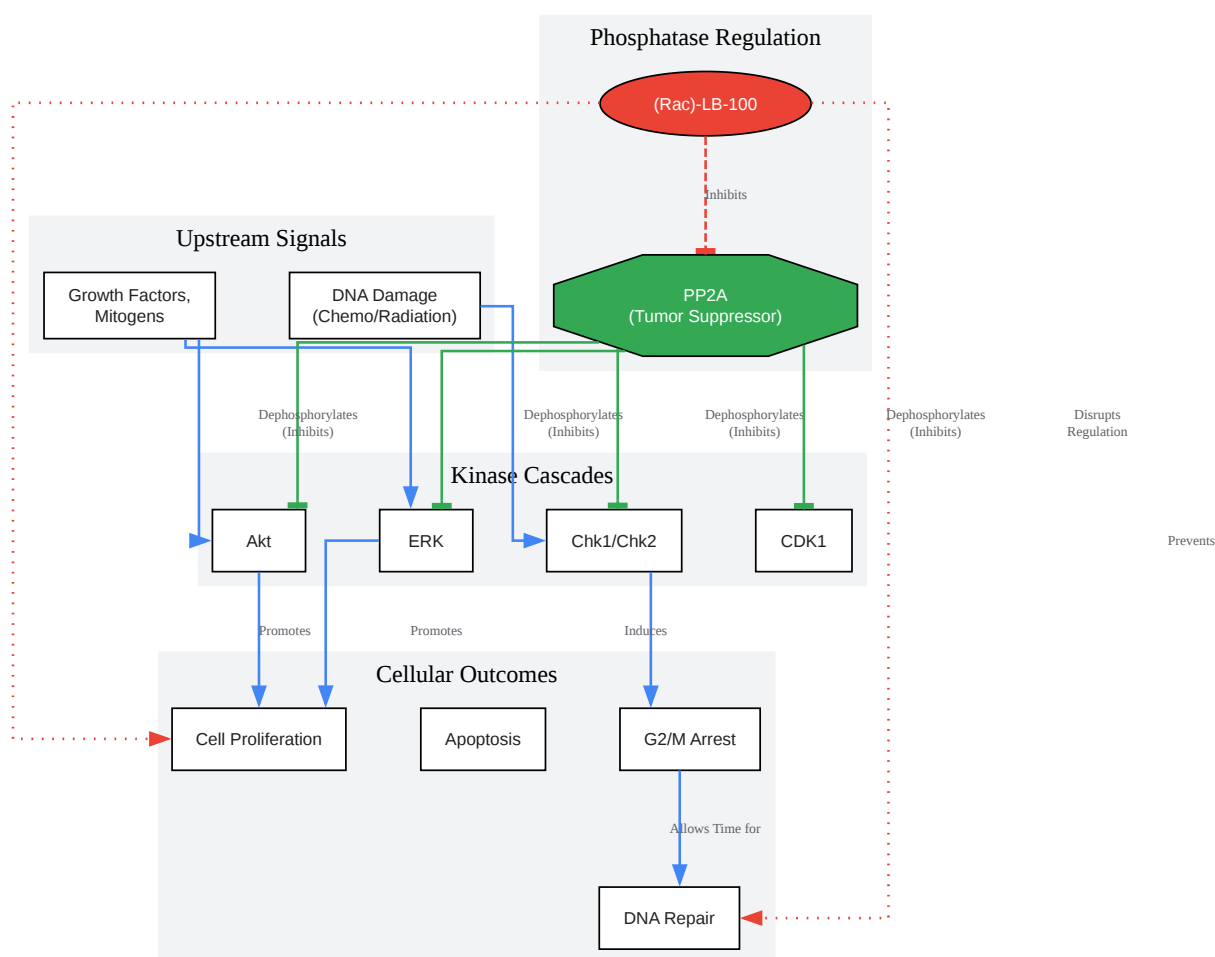 Phosphatase Regulation
(Rac)-LB-100
Inhibits
Upstream Signals
Growth Factors,
Mitogens
DNA Damage
(Chemo/Radiation)
PP2A
(Tumor Suppressor)
Dephosphorylates
(Inhibits)
Dephosphorylates
(Inhibits)
Dephosphorylates
(Inhibits)
Dephosphorylates
(Inhibits)
Disrupts
Regulation
Kinase Cascades
Akt
ERK
Chk1/Chk2
CDK1
Prevents
Promotes
Promotes
Induces
Cellular Outcomes
Cell Proliferation
Apoptosis
G2/M Arrest
Allows Time for
DNA Repair